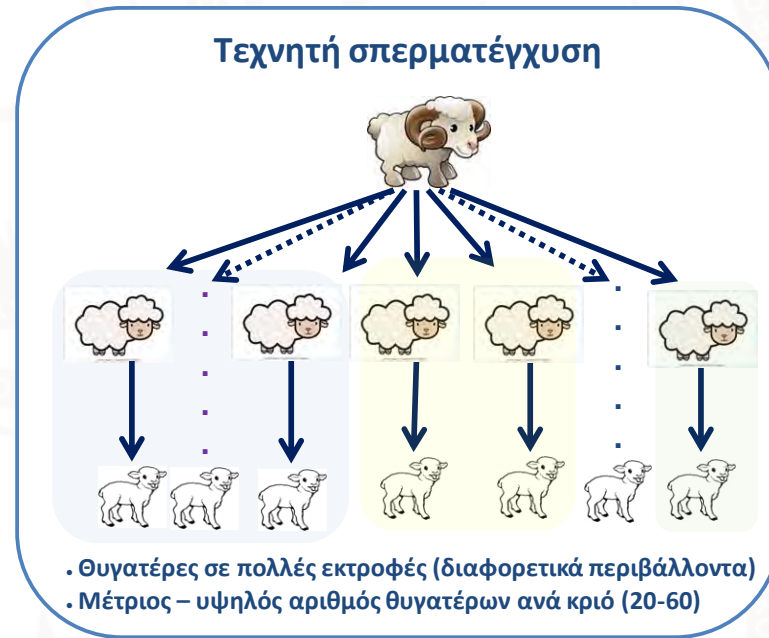 Τεχνητή σπερματέγχυση
. Θυγατέρες σε πολλές εκτροφές (διαφορετικά περιβάλλοντα)
. Μέτριος – υψηλός αριθμός θυγατέρων ανά κριό (20-60)